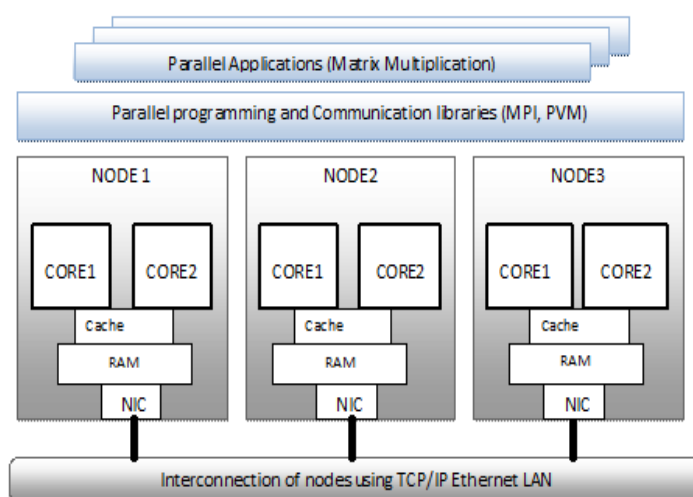 Parallel Applications (Matrix Multiplication)
Parallel programming and Communication libraries (MPI, PVM)
NODE 1
NODE2
NODE3
CORE1
CORE2
CORE1
CORE2
CORE1
CORE2
Cache
Cache
Cache
RAM
RAM
RAM
NIC
NIC
NIC
Interconnection of nodes using TCP/IP Ethernet LAN